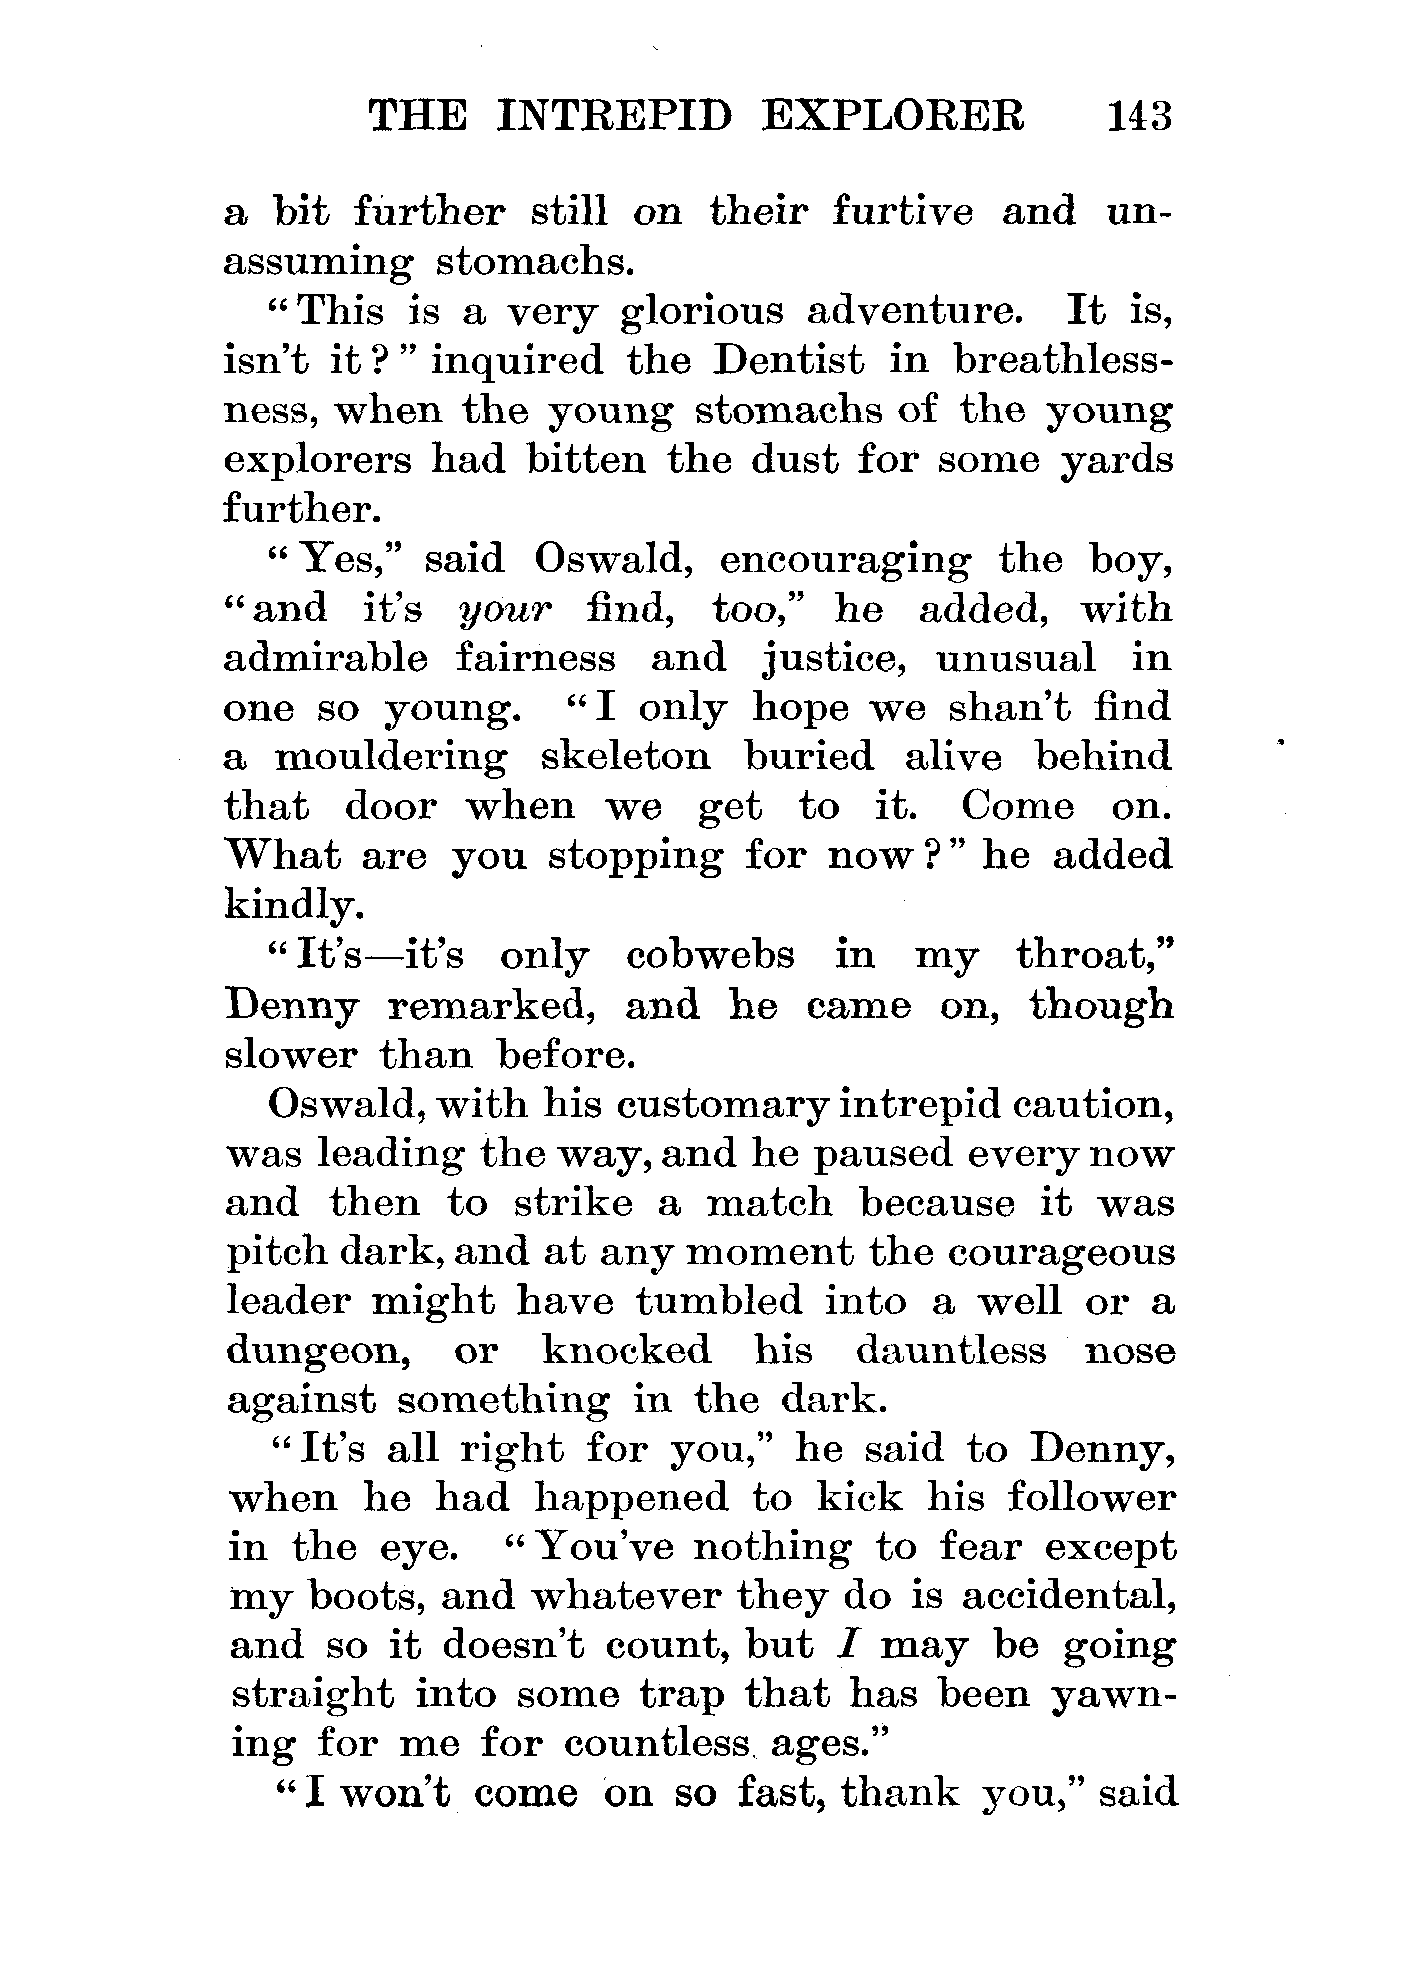 THE INTREPID EXPLORER 143
a bit further still on their furtive and un-
assuming stomachs.
“This is a very glorious adventure. It is,
isn't it?” inquired the Dentist in breathless-
ness, when the young stomachs of the young
explorers had bitten the dust for some yards
further.
“Yes,” said Oswald, encouraging the boy,
“and it's your find, too,” he added, with
admirable fairness and justice, unusual in
one so young. “I only hope we shan't find
a mouldering skeleton buried alive behind
that door when we get to it. Come on.
What are you stopping for now?” he added
kindly.
“It's—it's only cobwebs in my throat,”
Denny remarked, and he came on, though
slower than before.
Oswald, with his customary intrepid caution,
was leading the way, and he paused every now
and then to strike a match because it was
pitch dark, and at any moment the courageous
leader might have tumbled into a well or a
dungeon, or knocked his dauntless nose
against something in the dark.
“It's all right for you,” he said to Denny,
when he had happened to kick his follower
in the eye. “You've nothing to fear except
my boots, and whatever they do is accidental,
and so it doesn't count, but I may be going
straight into some trap that has been yawn-
ing for me for countless ages.”
“I won't come on so fast, thank you,” said